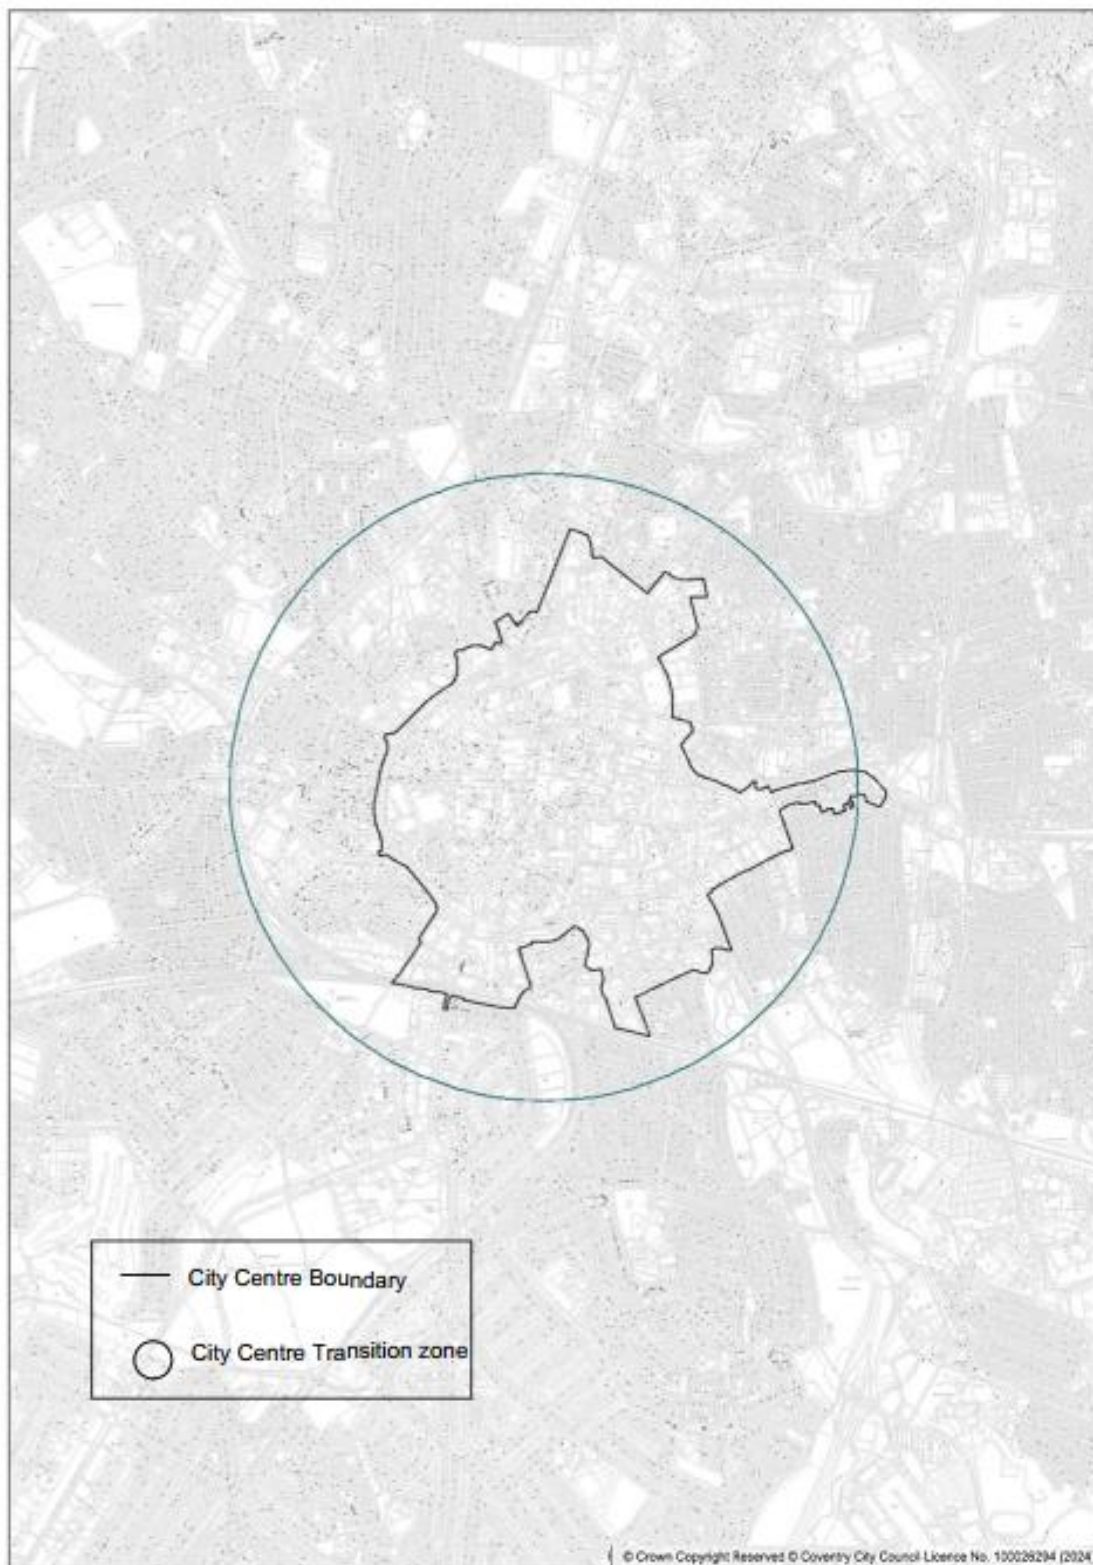 City Centre Boundary
City Centre Transition zone
© Crown Copyright Reserved © Coventry City Council Licence No. 100026294 (2024)